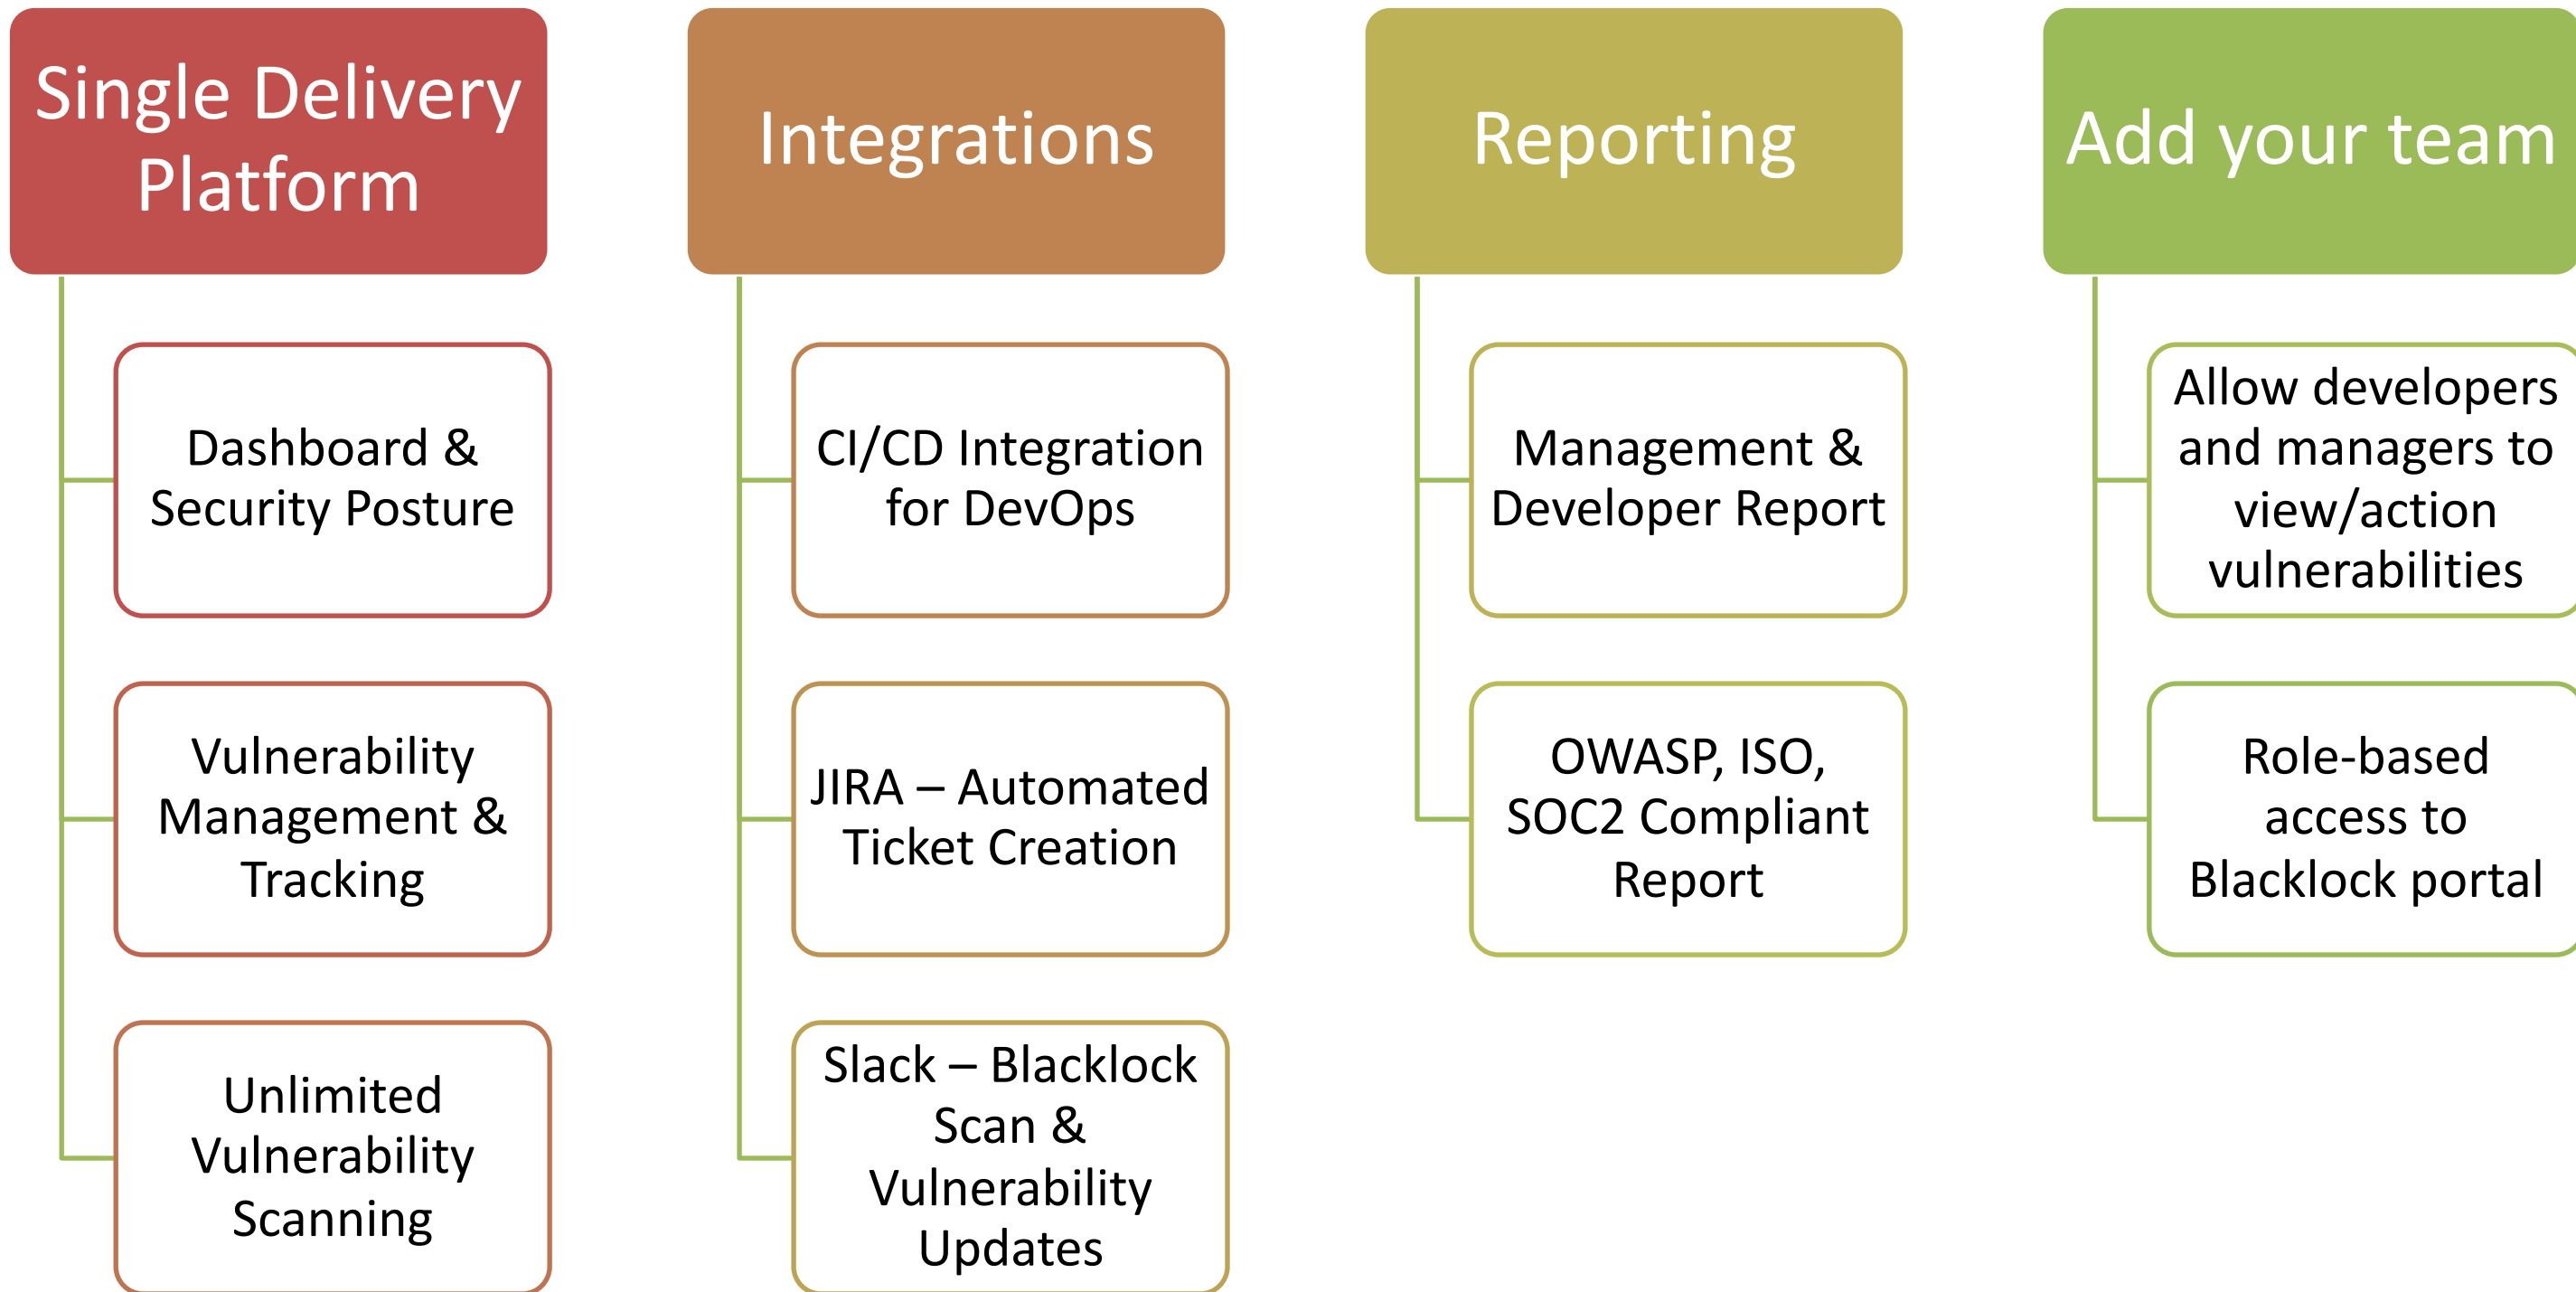 Single Delivery
Platform
Dashboard &
Security Posture
Vulnerability
Management &
Tracking
Unlimited
Vulnerability
Scanning
Integrations
CI/CD Integration
for DevOps
JIRA – Automated
Ticket Creation
Slack – Blacklock
Scan &
Vulnerability
Updates
Reporting
Management &
Developer Report
OWASP, ISO,
SOC2 Compliant
Report
Add your team
Allow developers
and managers to
view/action
vulnerabilities
Role-based
access to
Blacklock portal